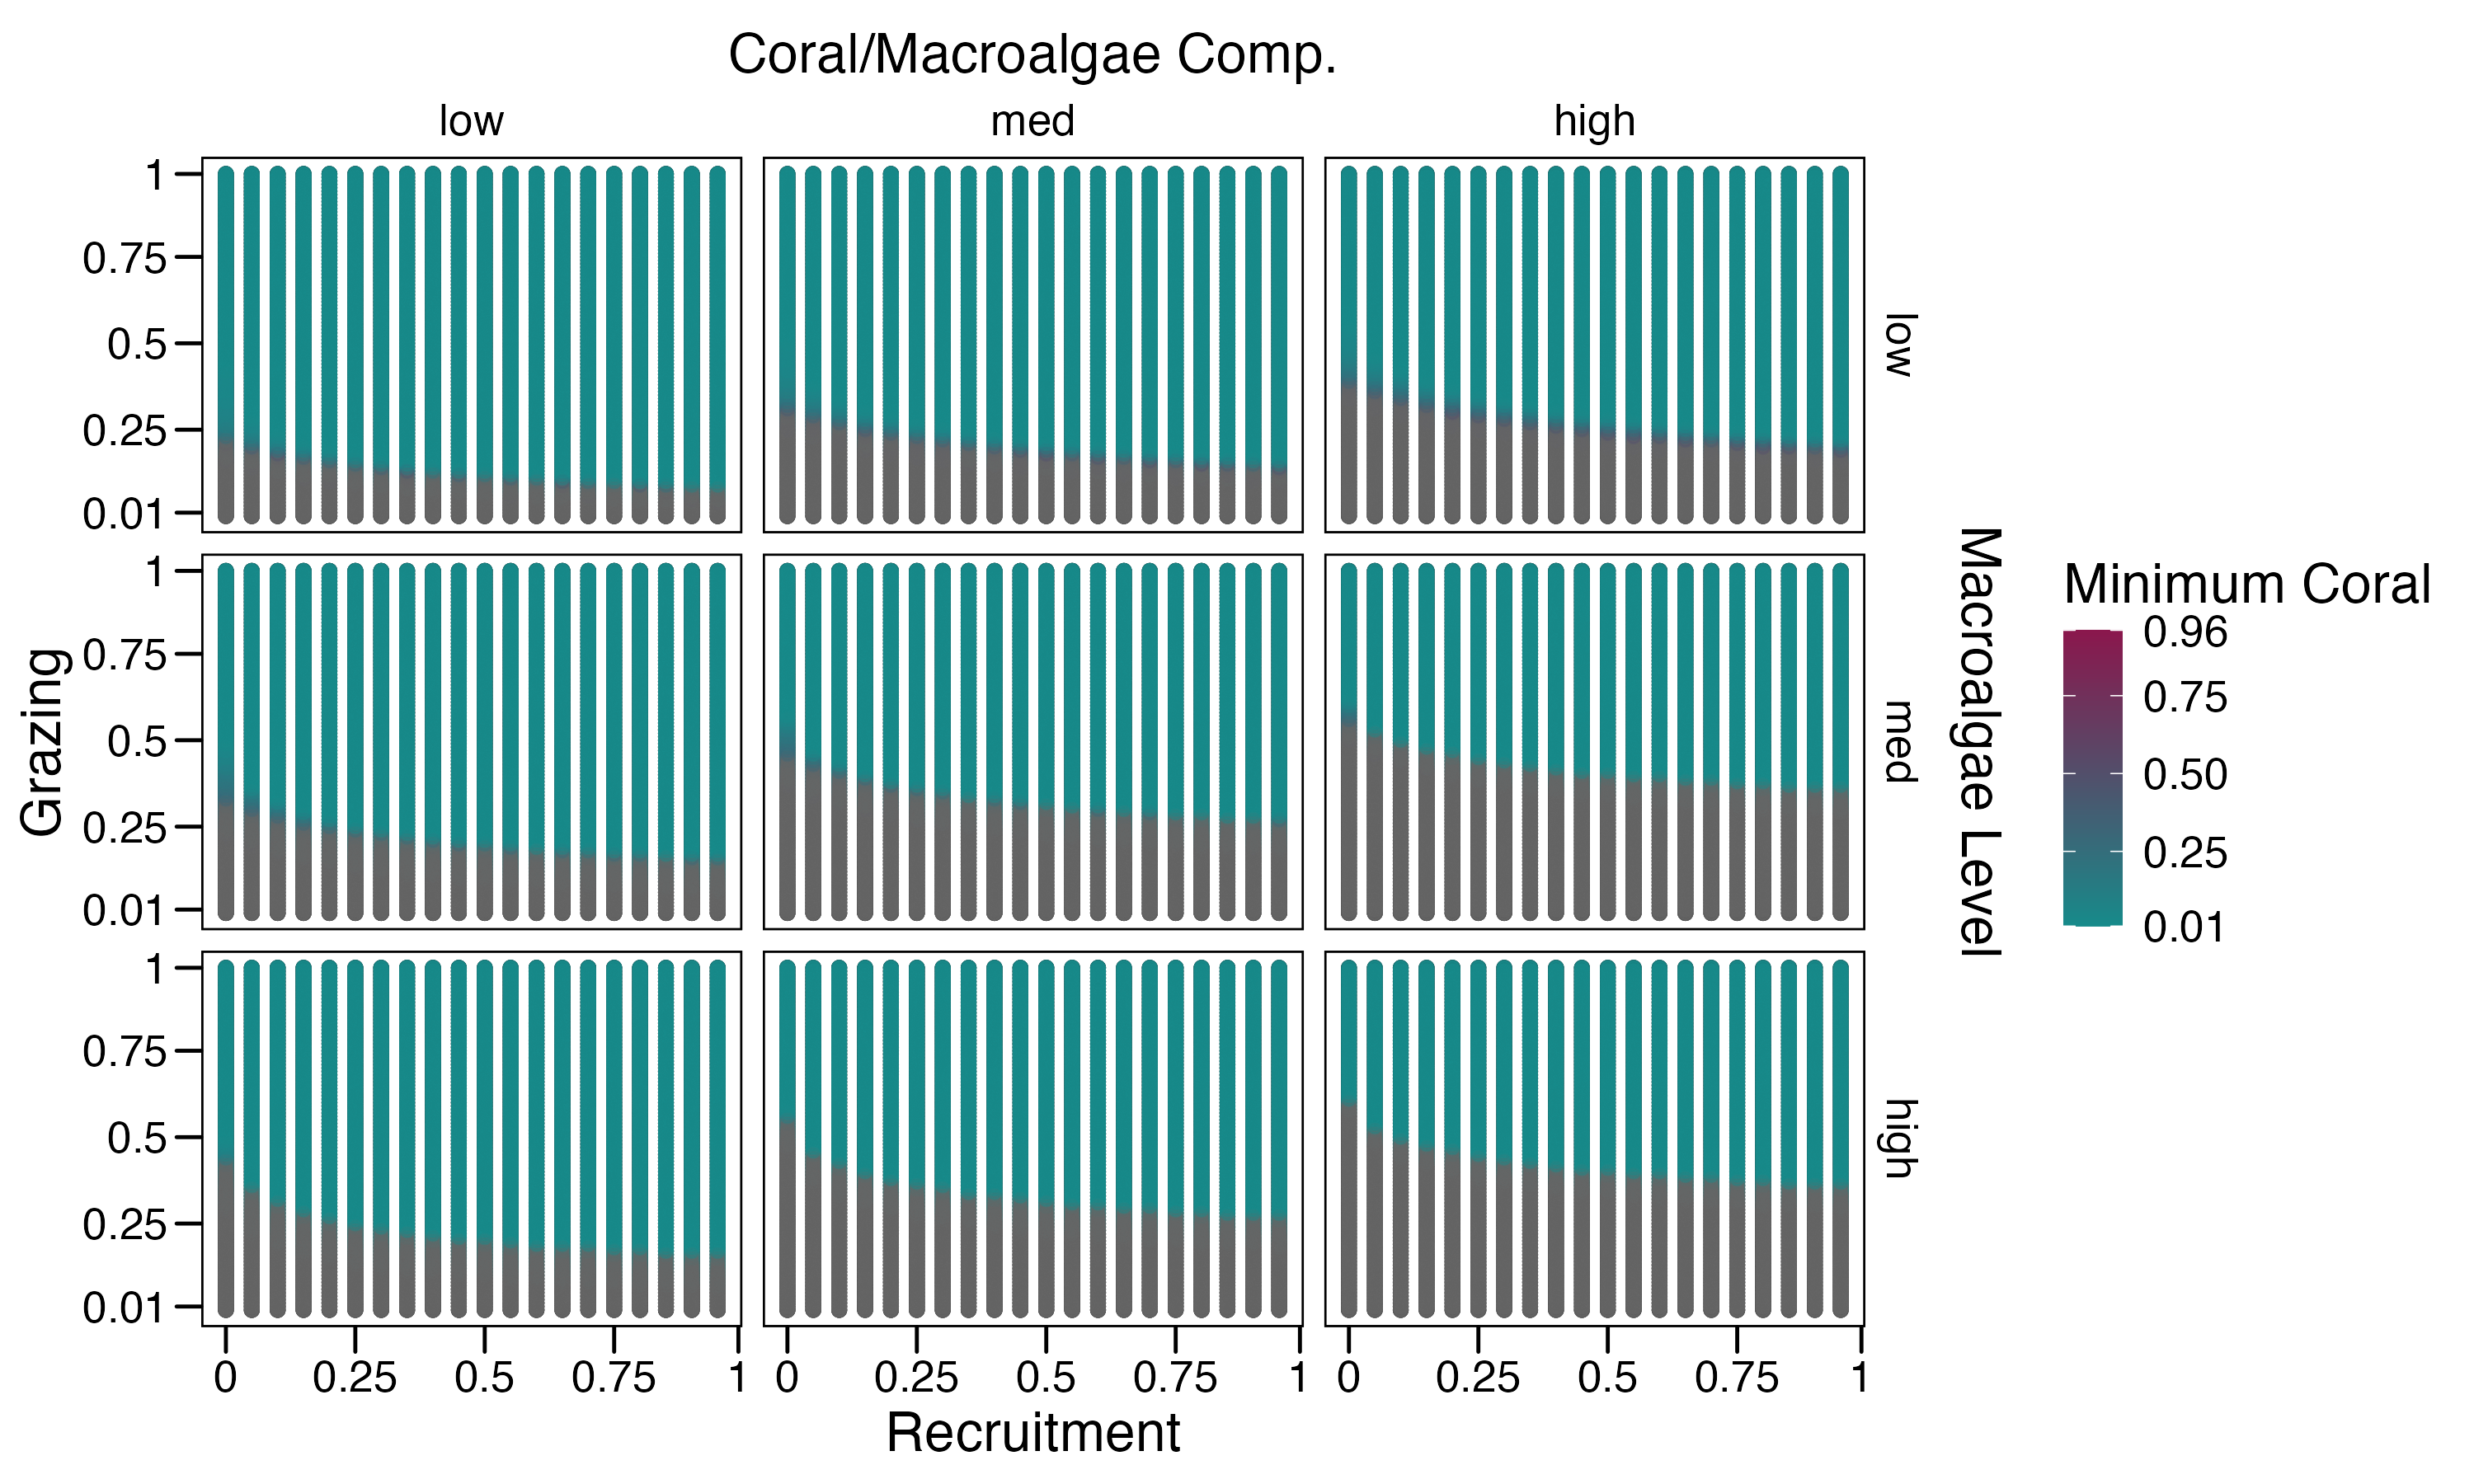 Coral/Macroalgae Comp.
low med high
1
0.75
0.5
0.25
0.01
low
1
0.75
0.5
0.25
0.01
med
1
0.75
0.5
0.25
0.01
high
Grazing
Macroalgae Level
0 0.25 0.5 0.75 1 0 0.25 0.5 0.75 1 0 0.25 0.5 0.75 1
Recruitment
Minimum Coral
0.96
0.75
0.50
0.25
0.01